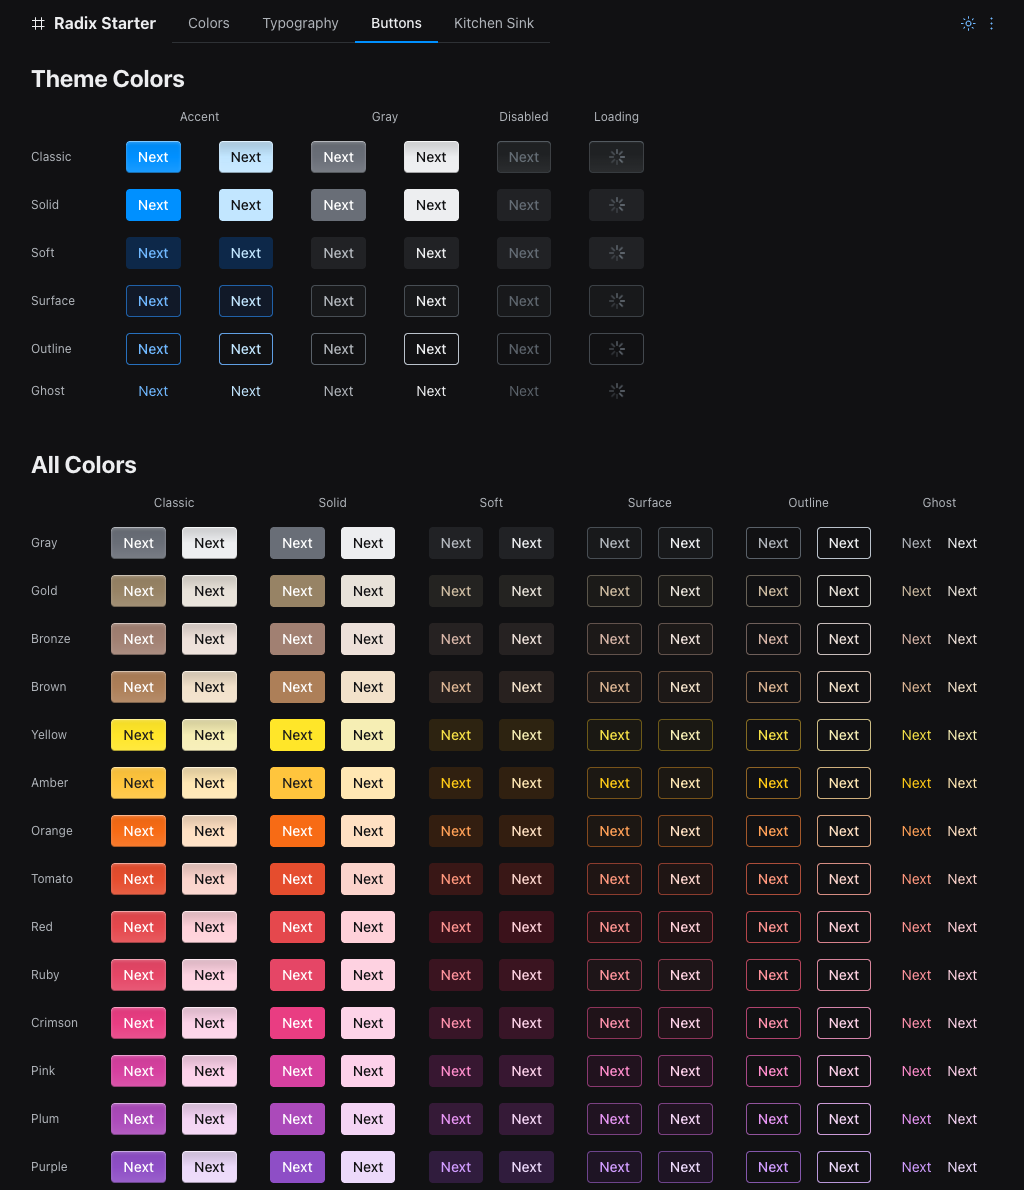 Radix Starter Colors Typography Buttons Kitchen Sink
Theme Colors
Accent Gray Disabled Loading
Classic Next Next Next Next Next
Solid Next Next Next Next Next
Soft Next Next Next Next Next
Surface Next Next Next Next Next
Outline Next Next Next Next Next
Ghost Next Next Next Next Next
All Colors
Classic Solid Soft Surface Outline Ghost
Gray Next Next Next Next Next Next Next Next Next Next Next Next
Gold Next Next Next Next Next Next Next Next Next Next Next Next
Bronze Next Next Next Next Next Next Next Next Next Next Next Next
Brown Next Next Next Next Next Next Next Next Next Next Next Next
Yellow Next Next Next Next Next Next Next Next Next Next Next Next
Amber Next Next Next Next Next Next Next Next Next Next Next Next
Orange Next Next Next Next Next Next Next Next Next Next Next Next
Tomato Next Next Next Next Next Next Next Next Next Next Next Next
Red Next Next Next Next Next Next Next Next Next Next Next Next
Ruby Next Next Next Next Next Next Next Next Next Next Next Next
Crimson Next Next Next Next Next Next Next Next Next Next Next Next
Pink Next Next Next Next Next Next Next Next Next Next Next Next
Plum Next Next Next Next Next Next Next Next Next Next Next Next
Purple Next Next Next Next Next Next Next Next Next Next Next Next